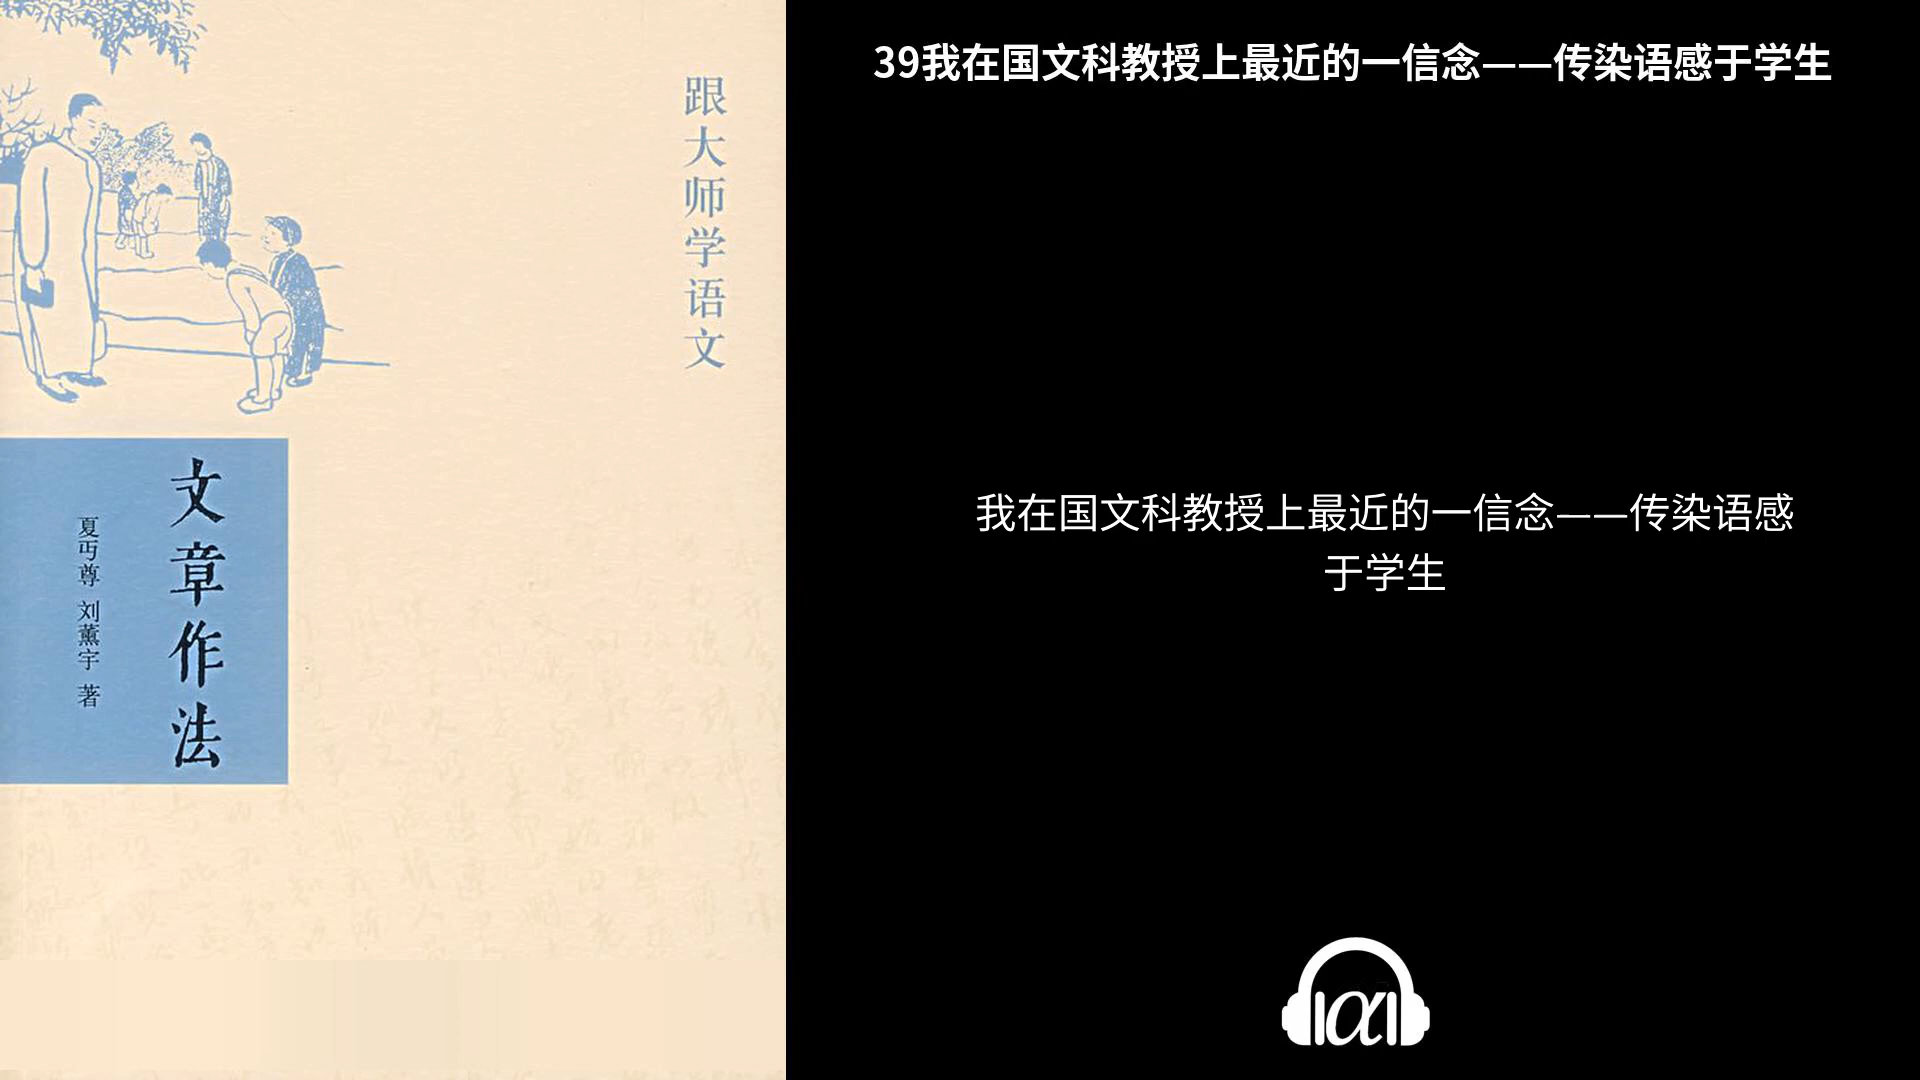 跟大师学语文
文章作法
夏丏尊 刘薰宇 著
39我在国文科教授上最近的一信念——传染语感于学生
我在国文科教授上最近的一信念——传染语感
于学生